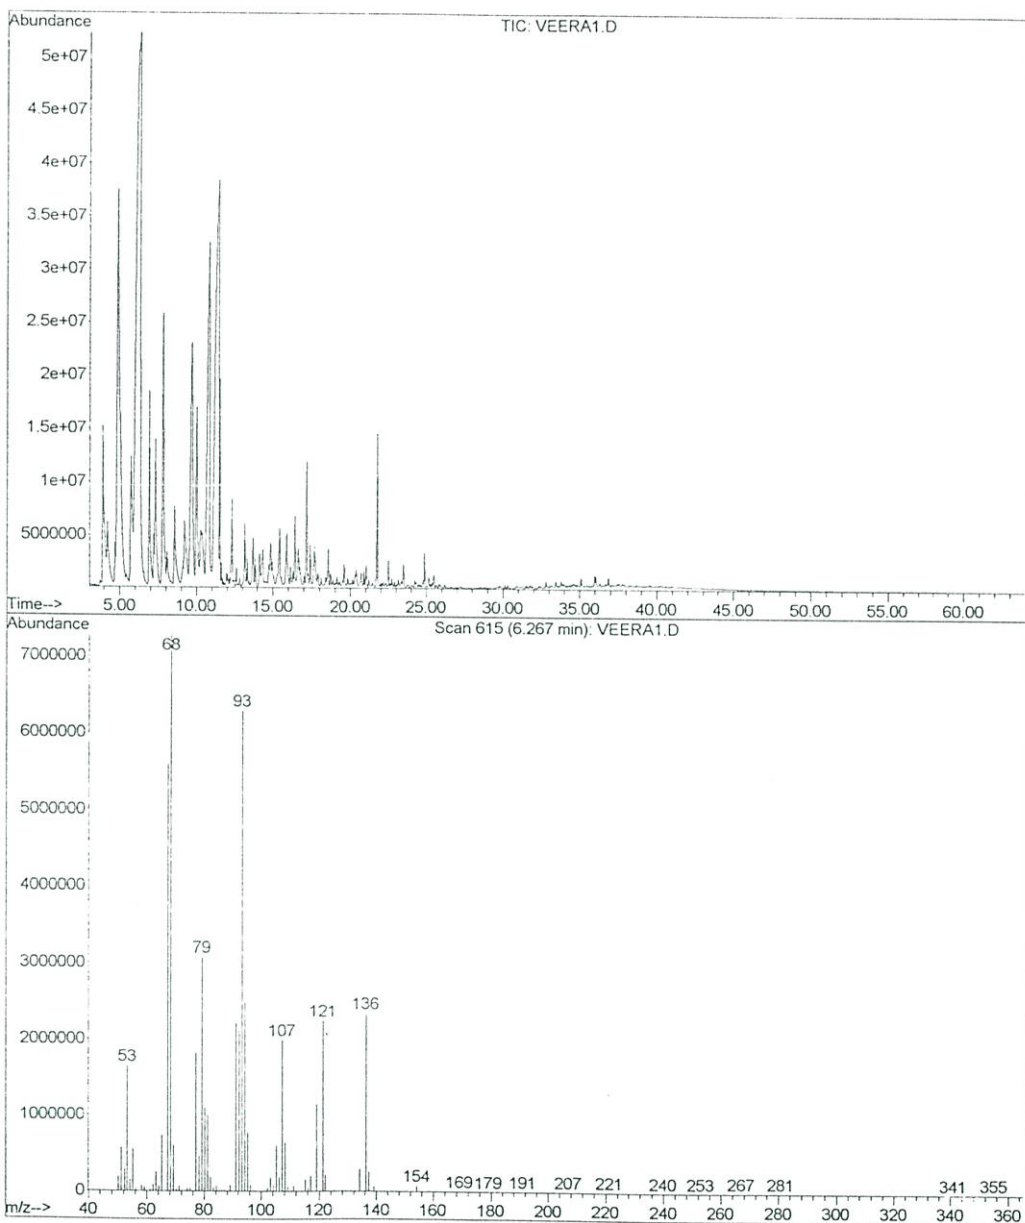 Abundance
TIC: VEERA1.D
5e+07
4.5e+07
4e+07
3.5e+07
3e+07
2.5e+07
2e+07
1.5e+07
1e+07
5000000
Time--> 5.00 10.00 15.00 20.00 25.00 30.00 35.00 40.00 45.00 50.00 55.00 60.00
Abundance
Scan 615 (6.267 min): VEERA1.D
7000000
68
93
6000000
5000000
4000000
79
3000000
136
121
107
2000000
53
1000000
154 169 179 191 207 221 240 253 267 281 341 355
0
m/z--> 40 60 80 100 120 140 160 180 200 220 240 260 280 300 320 340 360